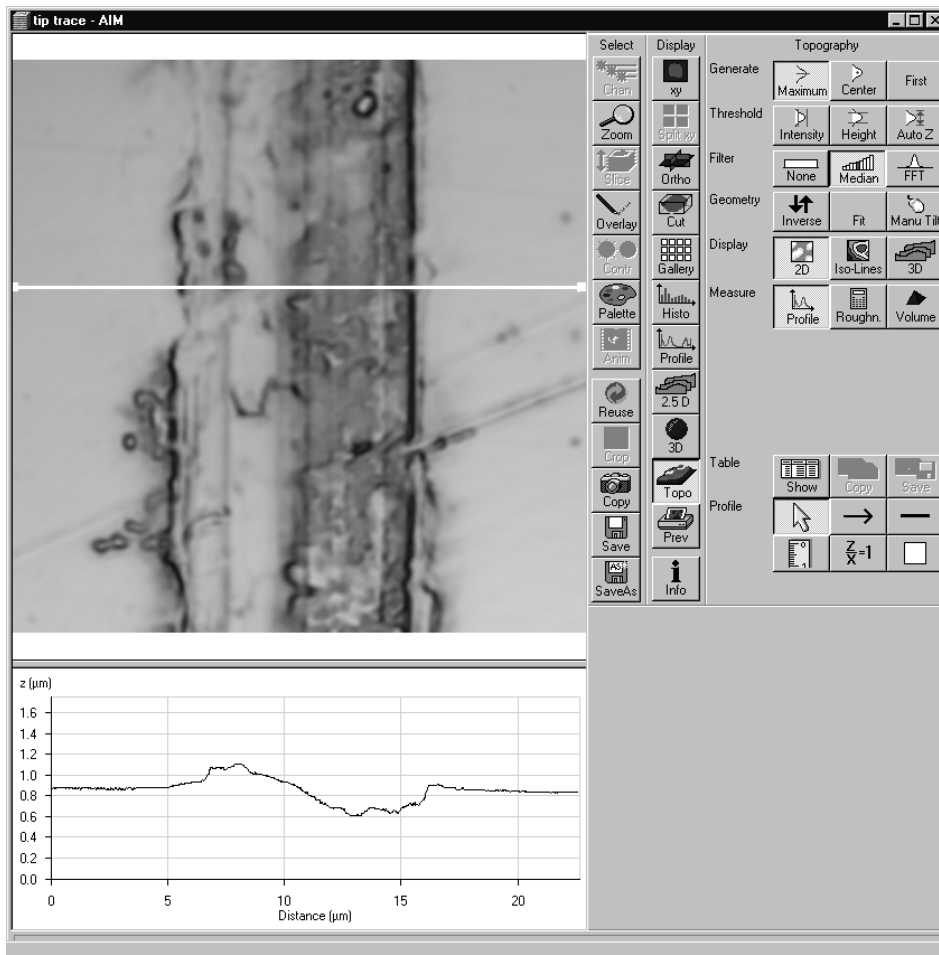 tip trace - AIM
Select
Chan
Zoom
Slice
Overlay
Contr
Palette
Anim
Reuse
Crop
Copy
Save
AS
SaveAs
Display
xy
Split xy
Ortho
Cut
Gallery
Histo
Profile
2.5 D
3D
Topo
Prev
Info
Topography
Generate
Maximum Center First
Threshold
Intensity Height Auto Z
Filter
None Median FFT
Geometry
Inverse Fit Manu Tilt
Display
2D Iso-Lines 3D
Measure
Profile Roughn. Volume
Table
Show Copy Save
Profile
Z/X=1
z (µm)
1.6
1.4
1.2
1.0
0.8
0.6
0.4
0.2
0.0
0 5 10 15 20
Distance (µm)